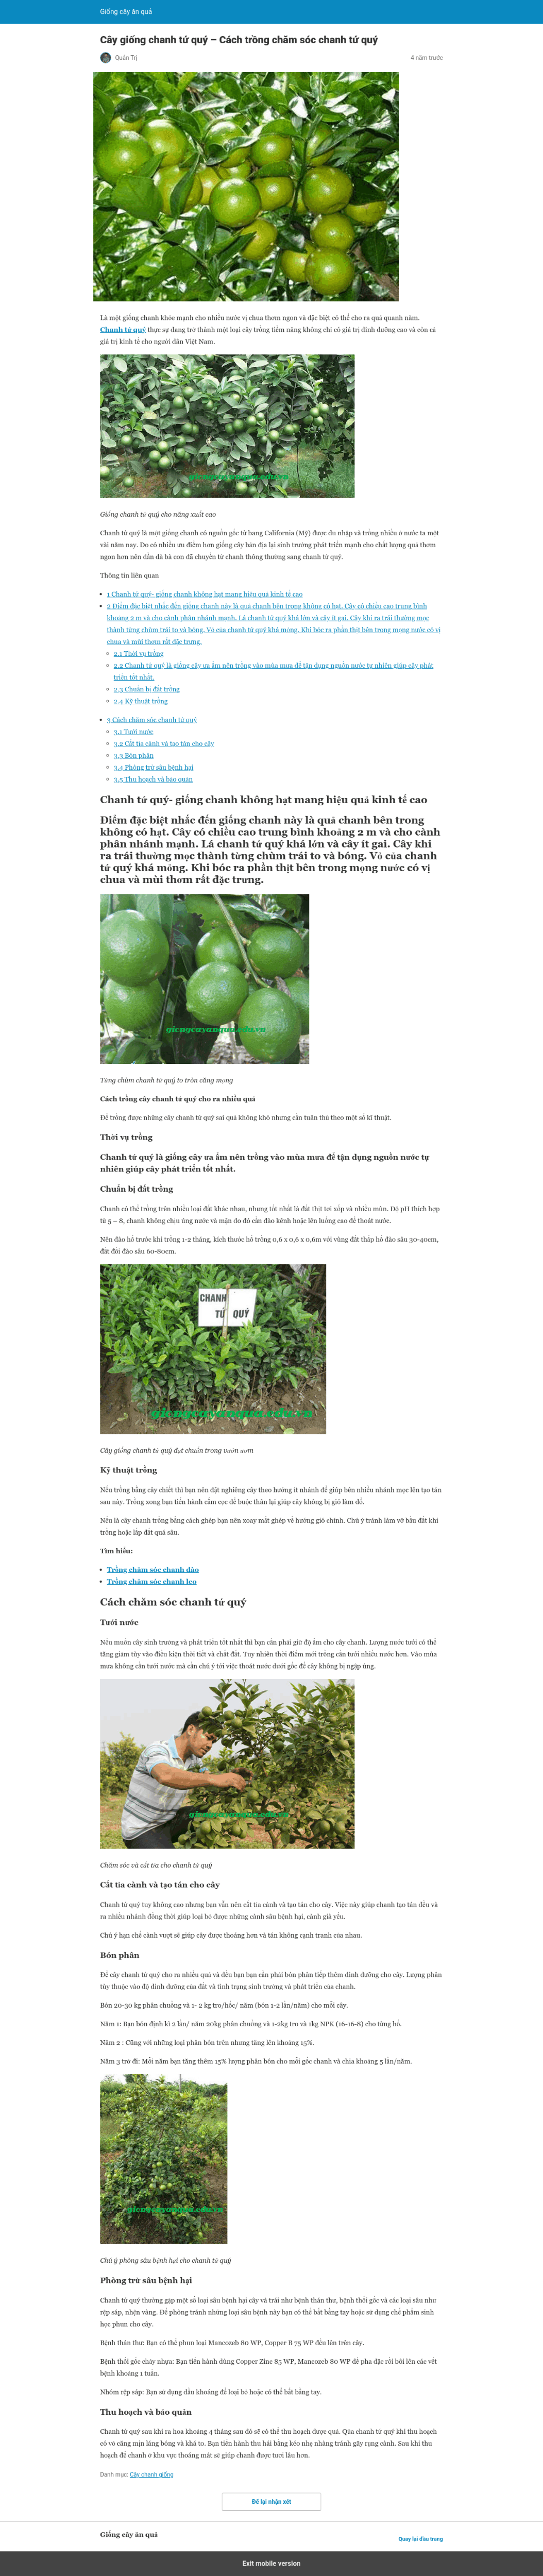 Giống cây ăn quả
Cây giống chanh tứ quý – Cách trồng chăm sóc chanh tứ quý
Quản Trị
4 năm trước
Là một giống chanh khỏe mạnh cho nhiều nước vị chua thơm ngon và đặc biệt có thể cho ra quả quanh năm.
Chanh tứ quý thực sự đang trở thành một loại cây trồng tiềm năng không chỉ có giá trị dinh dưỡng cao và còn cả
giá trị kinh tế cho người dân Việt Nam.
giongcayanqua.edu.vn
Giống chanh tứ quý cho năng xuất cao
Chanh tứ quý là một giống chanh có nguồn gốc từ bang California (Mỹ) được du nhập và trồng nhiều ở nước ta một
vài năm nay. Do có nhiều ưu điểm hơn giống cây bản địa lại sinh trưởng phát triển mạnh cho chất lượng quả thơm
ngon hơn nên dần dà bà con đã chuyển từ chanh thông thường sang chanh tứ quý.
Thông tin liên quan
1 Chanh tứ quý- giống chanh không hạt mang hiệu quả kinh tế cao
2 Điểm đặc biệt nhắc đến giống chanh này là quả chanh bên trong không có hạt. Cây có chiều cao trung bình
khoảng 2 m và cho cành phân nhánh mạnh. Lá chanh tứ quý khá lớn và cây ít gai. Cây khi ra trái thường mọc
thành từng chùm trái to và bóng. Vỏ của chanh tứ quý khá mỏng. Khi bóc ra phần thịt bên trong mọng nước có vị
chua và mùi thơm rất đặc trưng.
2.1 Thời vụ trồng
2.2 Chanh tứ quý là giống cây ưa ẩm nên trồng vào mùa mưa để tận dụng nguồn nước tự nhiên giúp cây phát
triển tốt nhất.
2.3 Chuẩn bị đất trồng
2.4 Kỹ thuật trồng
3 Cách chăm sóc chanh tứ quý
3.1 Tưới nước
3.2 Cắt tỉa cành và tạo tán cho cây
3.3 Bón phân
3.4 Phòng trừ sâu bệnh hại
3.5 Thu hoạch và bảo quản
Chanh tứ quý- giống chanh không hạt mang hiệu quả kinh tế cao
Điểm đặc biệt nhắc đến giống chanh này là quả chanh bên trong
không có hạt. Cây có chiều cao trung bình khoảng 2 m và cho cành
phân nhánh mạnh. Lá chanh tứ quý khá lớn và cây ít gai. Cây khi
ra trái thường mọc thành từng chùm trái to và bóng. Vỏ của chanh
tứ quý khá mỏng. Khi bóc ra phần thịt bên trong mọng nước có vị
chua và mùi thơm rất đặc trưng.
giongcayanqua.edu.vn
Từng chùm chanh tứ quý to tròn căng mọng
Cách trồng cây chanh tứ quý cho ra nhiều quả
Để trồng được những cây chanh tứ quý sai quả không khó nhưng cần tuân thủ theo một số kĩ thuật.
Thời vụ trồng
Chanh tứ quý là giống cây ưa ẩm nên trồng vào mùa mưa để tận dụng nguồn nước tự
nhiên giúp cây phát triển tốt nhất.
Chuẩn bị đất trồng
Chanh có thể trồng trên nhiều loại đất khác nhau, nhưng tốt nhất là đất thịt tơi xốp và nhiều mùn. Độ pH thích hợp
từ 5 – 8, chanh không chịu úng nước và mặn do đó cần đào kênh hoặc lên luống cao để thoát nước.
Nên đào hố trước khi trồng 1-2 tháng, kích thước hố trồng 0,6 x 0,6 x 0,6m với vùng đất thấp hố đào sâu 30-40cm,
đất đồi đào sâu 60-80cm.
CHANH
TỨ QUÝ
giongcayanqua.edu.vn
Cây giống chanh tứ quý đạt chuẩn trong vườn ươm
Kỹ thuật trồng
Nếu trồng bằng cây chiết thì bạn nên đặt nghiêng cây theo hướng ít nhánh để giúp bên nhiều nhánh mọc lên tạo tán
sau này. Trồng xong bạn tiến hành cắm cọc để buộc thân lại giúp cây không bị gió làm đổ.
Nếu là cây chanh trồng bằng cách ghép bạn nên xoay mắt ghép về hướng gió chính. Chú ý tránh làm vỡ bầu đất khi
trồng hoặc lấp đất quá sâu.
Tìm hiểu:
Trồng chăm sóc chanh đào
Trồng chăm sóc chanh leo
Cách chăm sóc chanh tứ quý
Tưới nước
Nếu muốn cây sinh trưởng và phát triển tốt nhất thì bạn cần phải giữ độ ẩm cho cây chanh. Lượng nước tưới có thể
tăng giảm tùy vào điều kiện thời tiết và chất đất. Tuy nhiên thời điểm mới trồng cần tưới nhiều nước hơn. Vào mùa
mưa không cần tưới nước mà cần chú ý tới việc thoát nước dưới gốc để cây không bị ngập úng.
giongcayanqua.edu.vn
Chăm sóc và cắt tỉa cho chanh tứ quý
Cắt tỉa cành và tạo tán cho cây
Chanh tứ quý tuy không cao nhưng bạn vẫn nên cắt tỉa cành và tạo tán cho cây. Việc này giúp chanh tạo tán đều và
ra nhiều nhánh đồng thời giúp loại bỏ được những cành sâu bệnh hại, cành già yếu.
Chú ý hạn chế cành vượt sẽ giúp cây được thoáng hơn và tán không cạnh tranh của nhau.
Bón phân
Để cây chanh tứ quý cho ra nhiều quả và đều bạn bạn cần phải bón phân tiếp thêm dinh dưỡng cho cây. Lượng phân
tùy thuộc vào độ dinh dưỡng của đất và tình trạng sinh trưởng và phát triển của chanh.
Bón 20-30 kg phân chuồng và 1- 2 kg tro/hốc/ năm (bón 1-2 lần/năm) cho mỗi cây.
Năm 1: Bạn bón định kì 2 lần/ năm 20kg phân chuồng và 1-2kg tro và 1kg NPK (16-16-8) cho từng hố.
Năm 2 : Cũng với những loại phân bón trên nhưng tăng lên khoảng 15%.
Năm 3 trở đi: Mỗi năm bạn tăng thêm 15% lượng phân bón cho mỗi gốc chanh và chia khoảng 3 lần/năm.
giongcayanqua.edu.vn
Chú ý phòng sâu bệnh hại cho chanh tứ quý
Phòng trừ sâu bệnh hại
Chanh tứ quý thường gặp một số loại sâu bệnh hại cây và trái như bệnh thán thư, bệnh thối gốc và các loại sâu như
rệp sáp, nhện vàng. Để phòng tránh những loại sâu bệnh này bạn có thể bắt bằng tay hoặc sử dụng chế phẩm sinh
học phun cho cây.
Bệnh thán thư: Bạn có thể phun loại Mancozeb 80 WP, Copper B 75 WP đều lên trên cây.
Bệnh thối gốc chảy nhựa: Bạn tiến hành dùng Copper Zinc 85 WP, Mancozeb 80 WP để pha đặc rồi bôi lên các vết
bệnh khoảng 1 tuần.
Nhóm rệp sáp: Bạn sử dụng dầu khoáng để loại bỏ hoặc có thể bắt bằng tay.
Thu hoạch và bảo quản
Chanh tứ quý sau khi ra hoa khoảng 4 tháng sau đó sẽ có thể thu hoạch được quả. Qủa chanh tứ quý khi thu hoạch
có vỏ căng mịn láng bóng và khá to. Bạn tiến hành thu hái bằng kéo nhẹ nhàng tránh gây rụng cành. Sau khi thu
hoạch để chanh ở khu vực thoáng mát sẽ giúp chanh được tươi lâu hơn.
Danh mục: Cây chanh giống
Để lại nhận xét
Giống cây ăn quả
Quay lại đầu trang
Exit mobile version